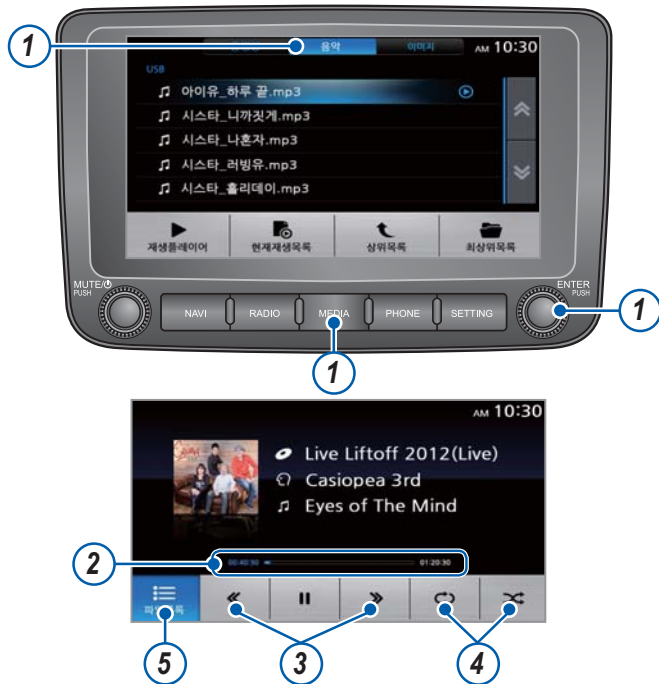 1
음악
이미지
AM 10:30
USB
아이유_하루 끝.mp3
시스타_니까짓게.mp3
시스타_나혼자.mp3
시스타_러빙유.mp3
시스타_홀리데이.mp3
재생플레이어
현재재생목록
상위목록
최상위목록
MUTE/
PUSH
ENTER
PUSH
NAVI
RADIO
MEDIA
PHONE
SETTING
1
1
AM 10:30
Live Liftoff 2012(Live)
Casiopea 3rd
Eyes of The Mind
2
00:40:30
01:20:30
5
3
4